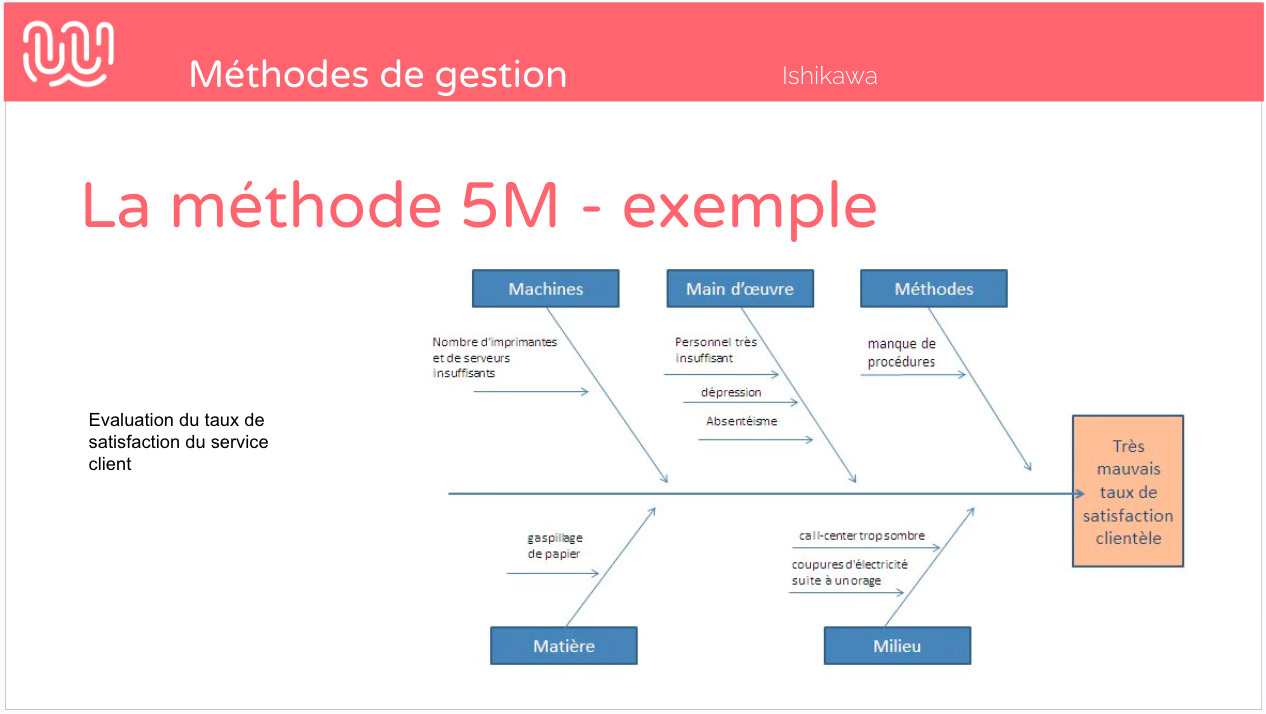 Méthodes de gestion
Ishikawa
La méthode 5M - exemple
Machines
Main d'œuvre
Méthodes
Nombre d'imprimantes
et de serveurs
insuffisants
Personnel très
insuffisant
dépression
Absentéisme
manque de
procédures
Evaluation du taux de
satisfaction du service
client
Très
mauvais
taux de
satisfaction
clientèle
gaspillage
de papier
call-center trop sombre
coupures d'électricité
suite à un orage
Matière
Milieu